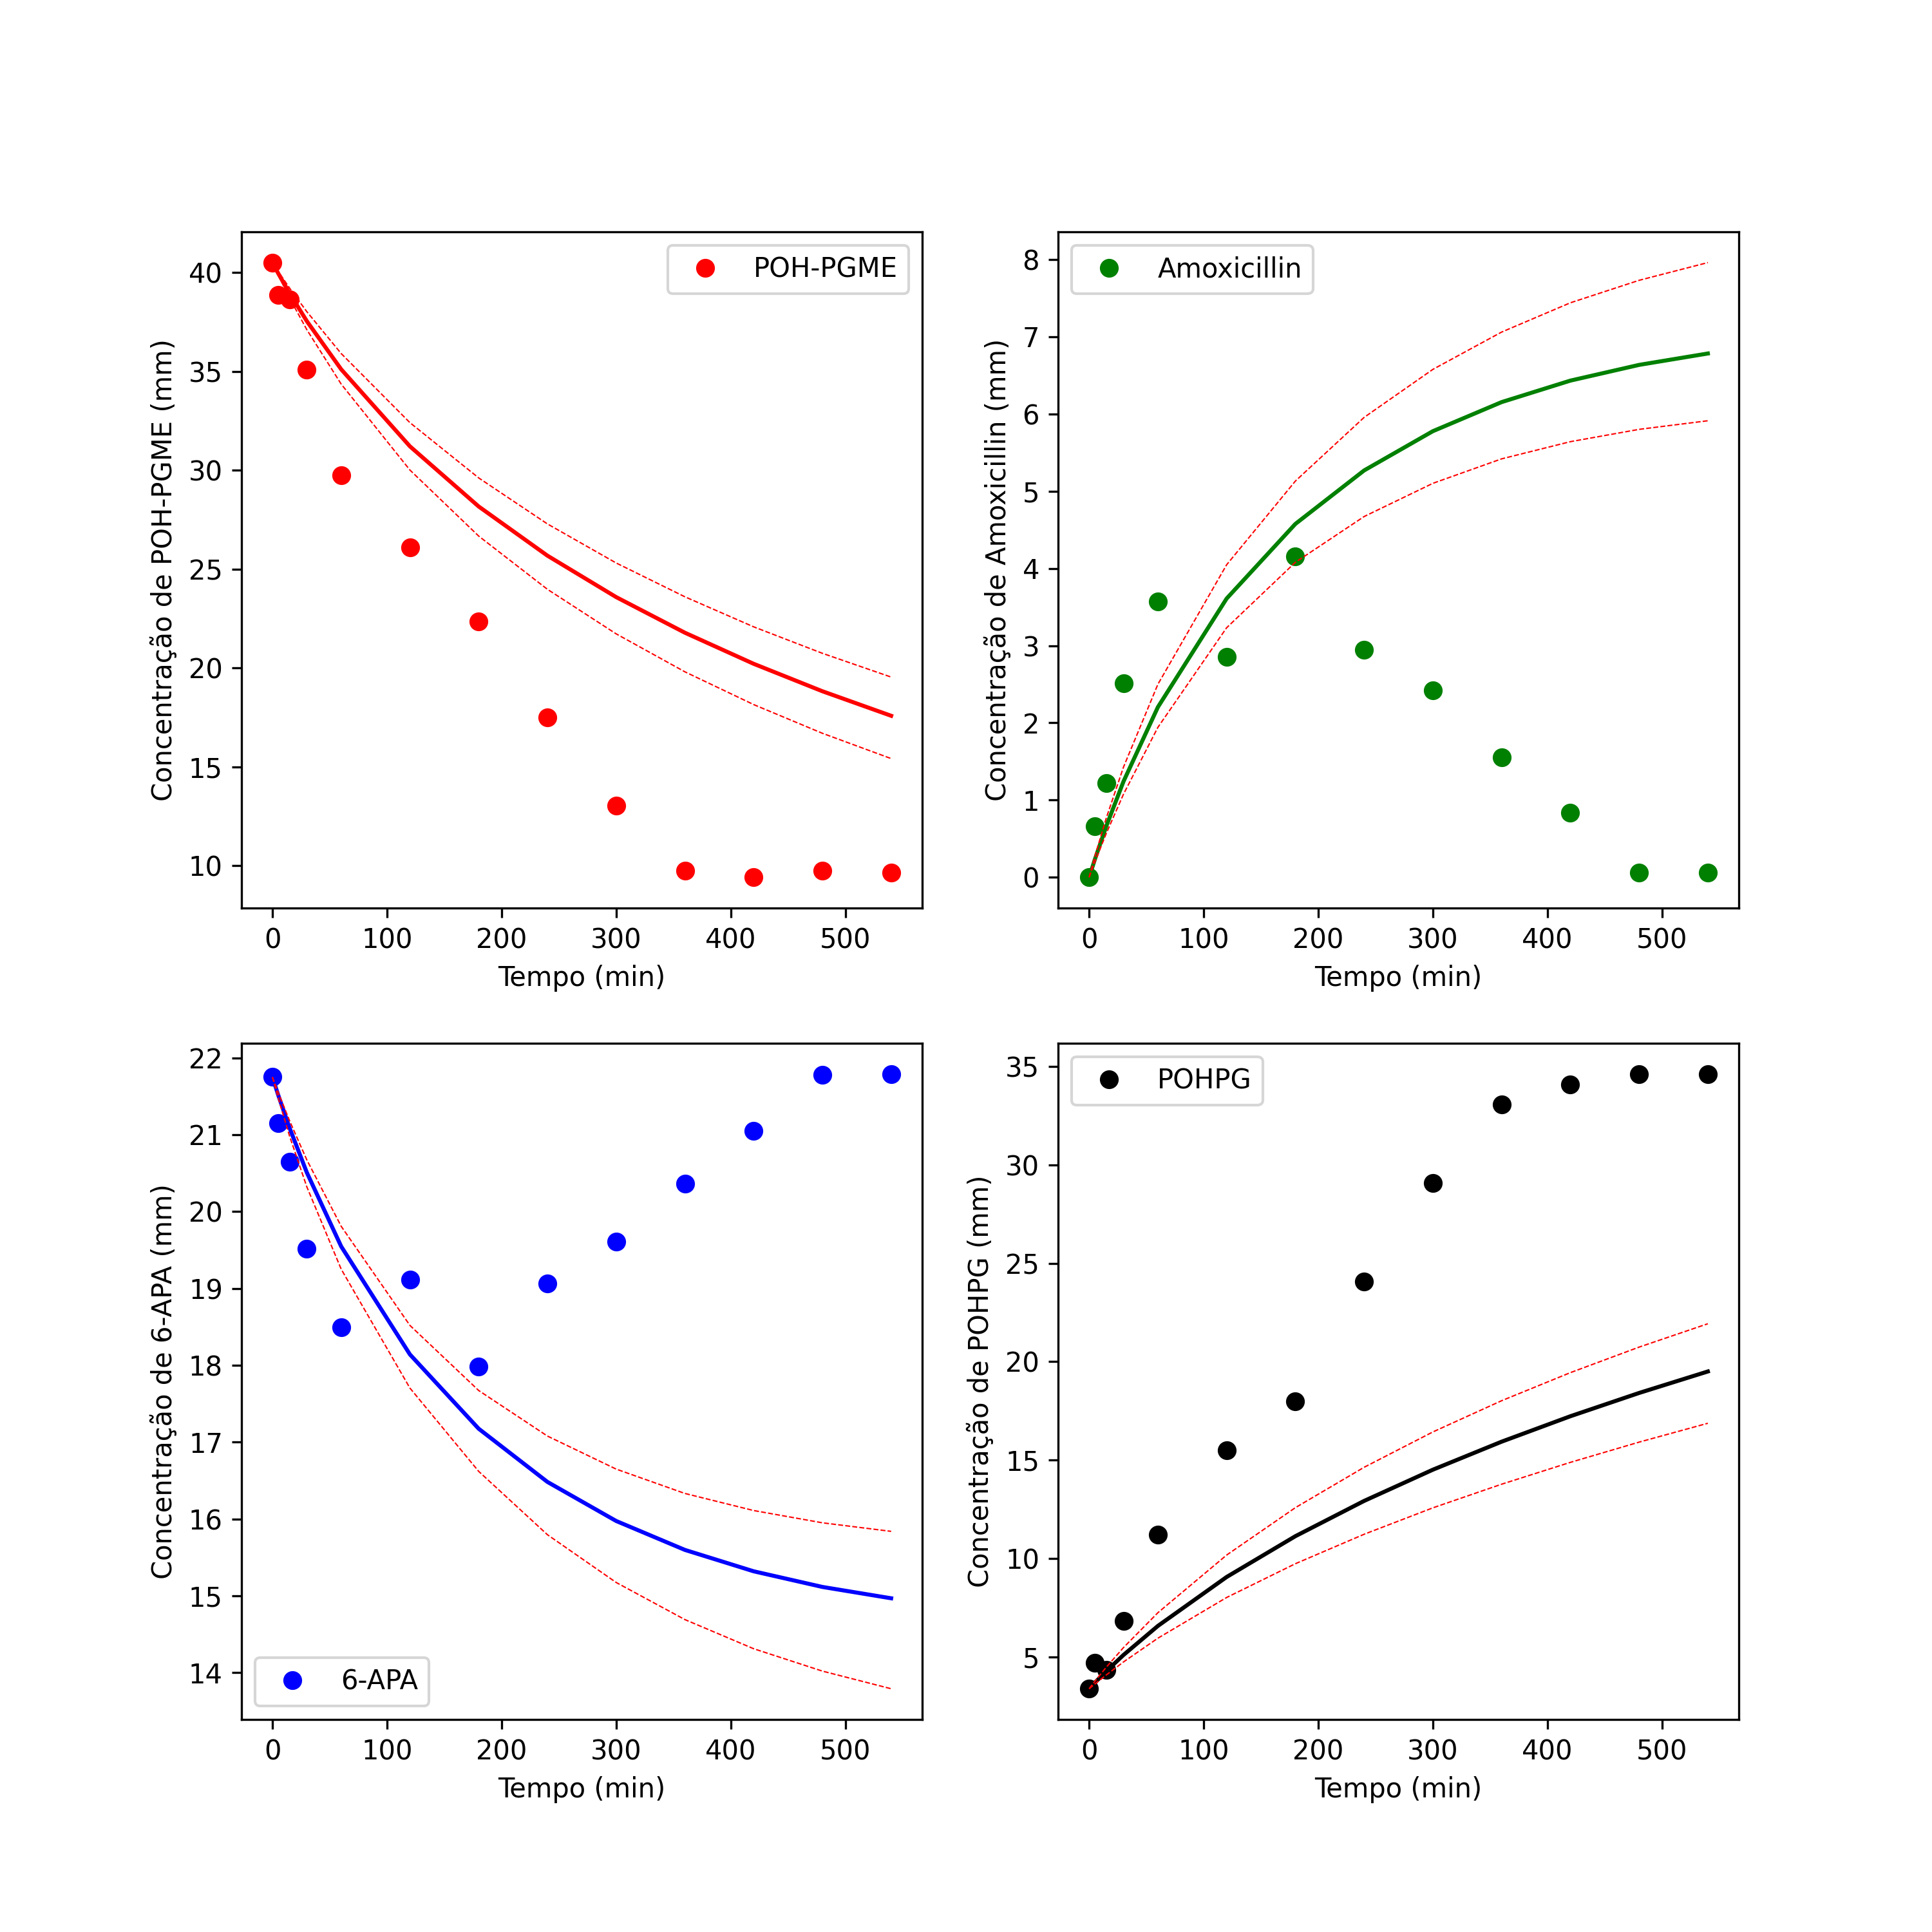 POH-PGME
40
35
30
25
20
15
10
Concentração de POH-PGME (mm)
0 100 200 300 400 500
Tempo (min)
Amoxicillin
8
7
6
5
4
3
2
1
0
Concentração de Amoxicillin (mm)
0 100 200 300 400 500
Tempo (min)
22
21
20
19
18
17
16
15
14
Concentração de 6-APA (mm)
6-APA
0 100 200 300 400 500
Tempo (min)
POHPG
35
30
25
20
15
10
5
Concentração de POHPG (mm)
0 100 200 300 400 500
Tempo (min)